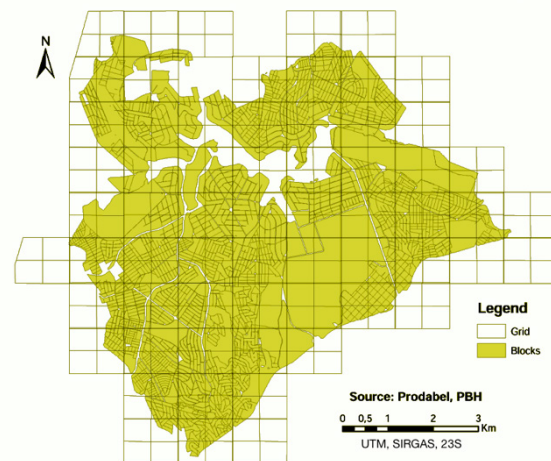 N
Legend
Grid
Blocks
Source: Prodabel, PBH
0 0,5 1 2 3
Km
UTM, SIRGAS, 23S